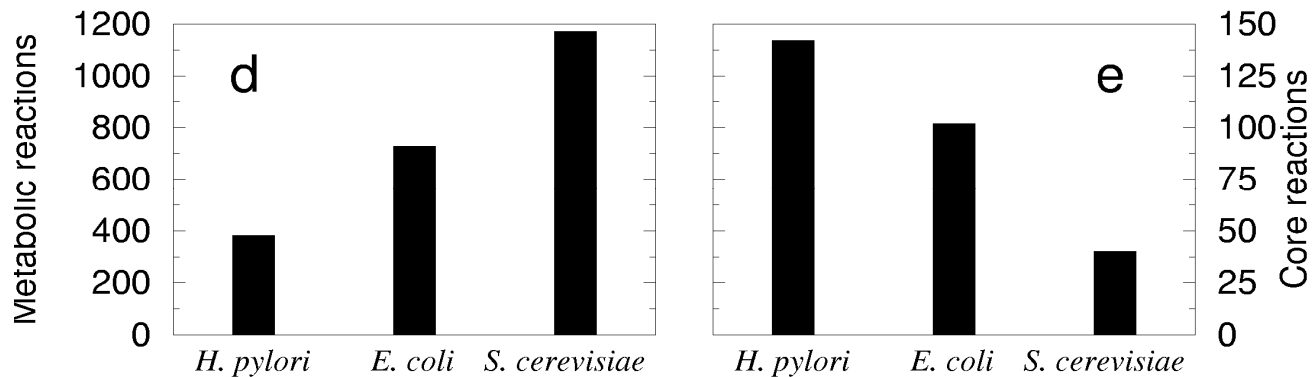 Metabolic reactions
1200
1000
800
600
400
200
0
d
H. pylori
E. coli
S. cerevisiae
e
150
125
100
75
50
25
0
Core reactions
H. pylori
E. coli
S. cerevisiae